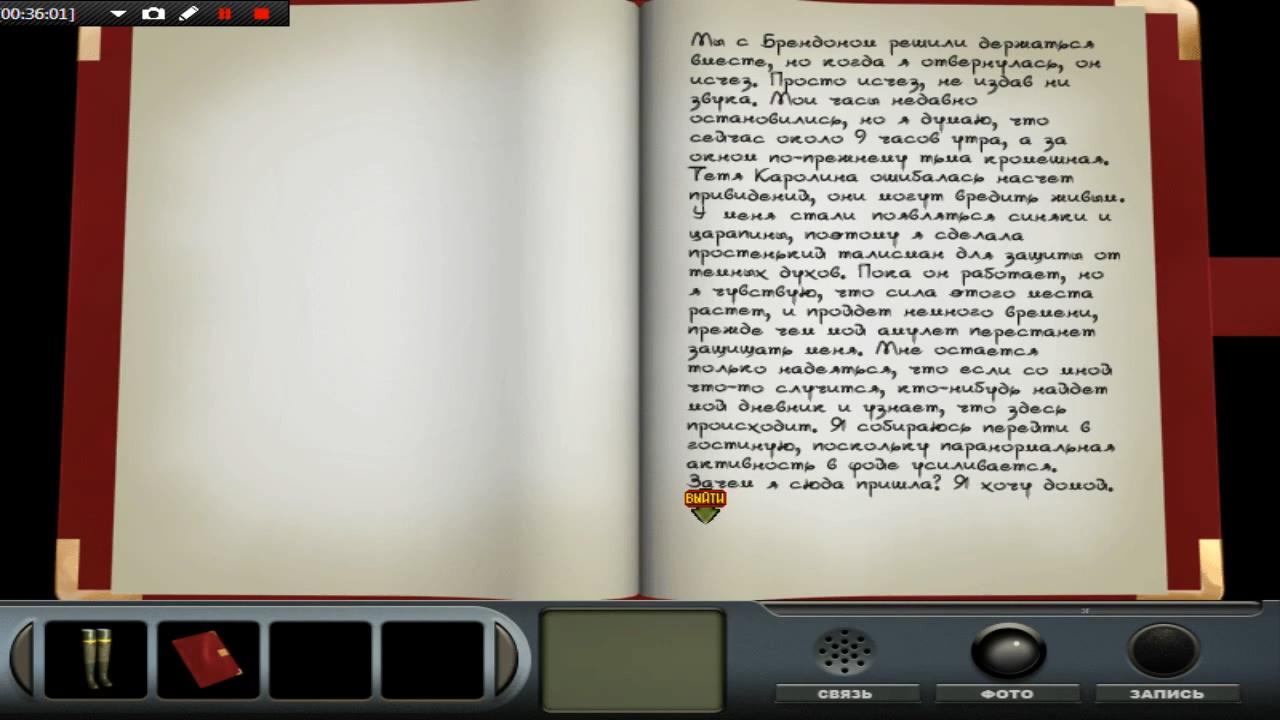 [00:36:01]
Мы с Брендоном решили держаться
вместе, но когда я отвернулась, он
исчез. Просто исчез, не издав ни
звука. Мои часы недавно
остановились, но я думаю, что
сейчас около 9 часов утра, а за
окном по-прежнему тьма кромешная.
Тетя Каролина ошибалась насчет
привидений, они могут вредить живым.
У меня стали появляться синяки и
царапины, поэтому я сделала
простенький талисман для защиты от
темных духов. Пока он работает, но
я чувствую, что сила этого места
растет, и пройдет немного времени,
прежде чем мой амулет перестанет
защищать меня. Мне остается
только надеяться, что если со мной
что-то случится, кто-нибудь найдет
мой дневник и узнает, что здесь
происходит. Я собираюсь перейти в
гостиную, поскольку паранормальная
активность в фойе усиливается.
Зачем я сюда пришла? Я хочу домой.
ВЫЙТИ
СВЯЗЬ ФОТО ЗАПИСЬ